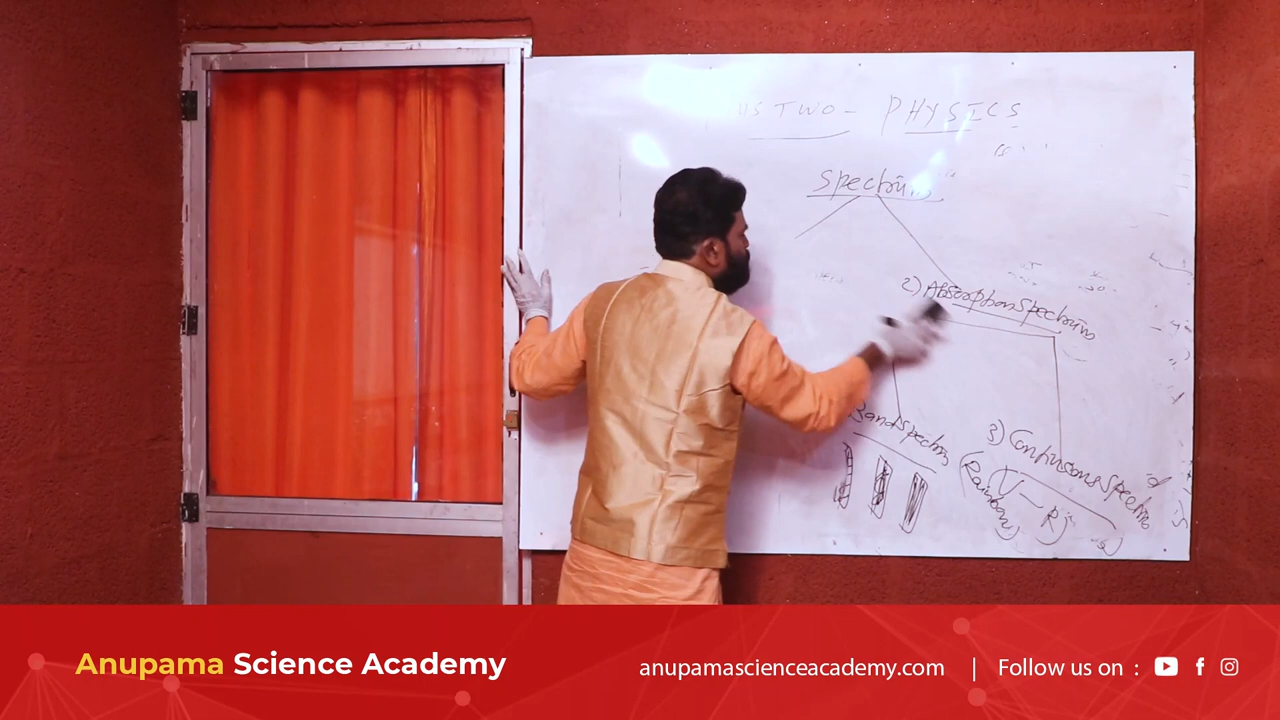 TWO - PHYSICS
Spectrum
2) Absorption Spectrum
Band Spectrum
3) Continuous Spectrum
(Rainbow)
(V — R)
Anupama Science Academy
anupamascienceacademy.com | Follow us on :